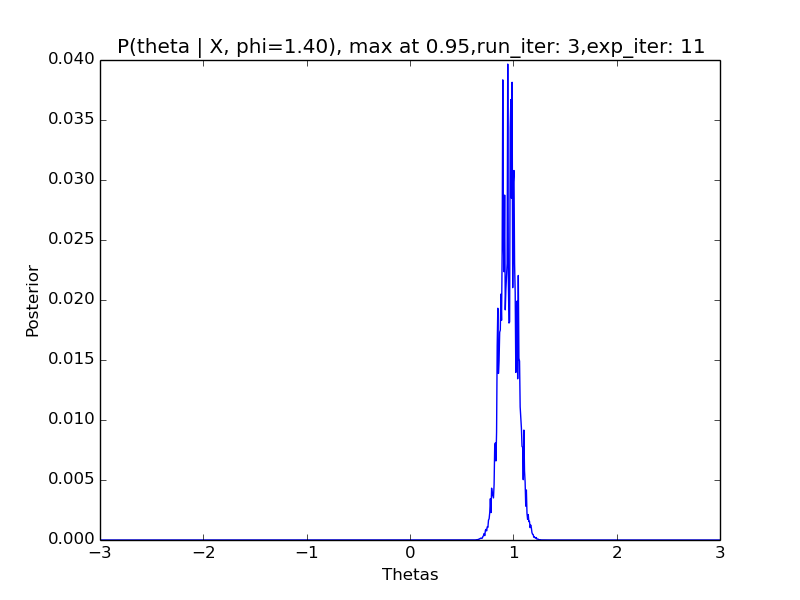 P(theta | X, phi=1.40), max at 0.95,run_iter: 3,exp_iter: 11
0.040
0.035
0.030
0.025
0.020
0.015
0.010
0.005
0.000
Posterior
−3 −2 −1 0 1 2 3
Thetas